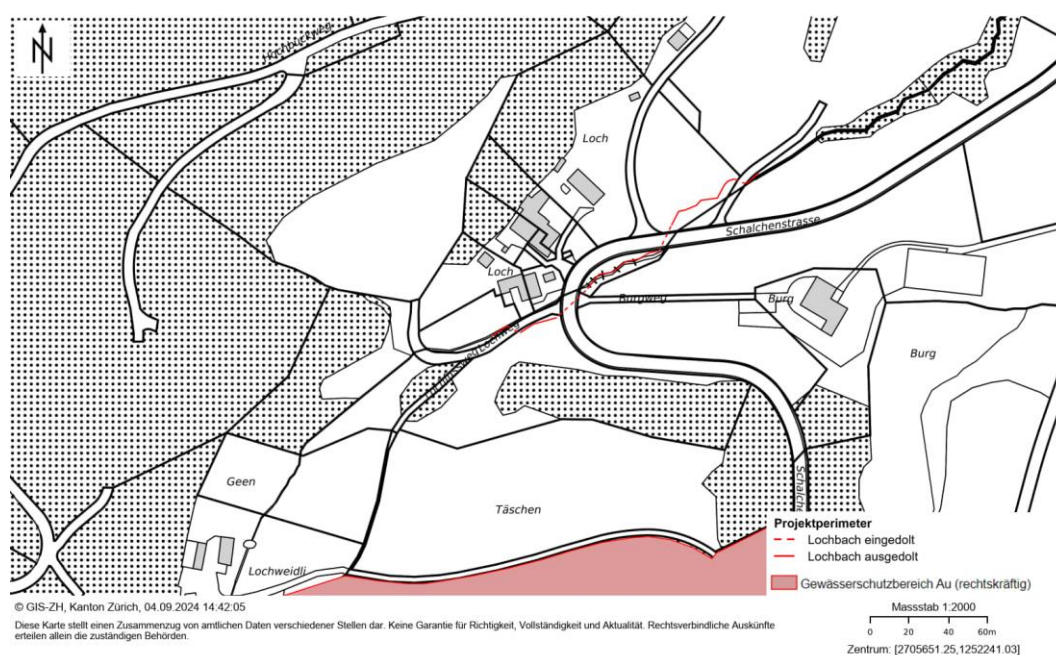 N
Hochbuckweg
Loch
Schalchenstrasse
Loch
Burgweg
Burg
Lochweg
Burg
Geen
Täschen
Lochweidli
Projektperimeter
Lochbach eingedolt
Lochbach ausgedolt
Gewässerschutzbereich Au (rechtskräftig)
© GIS-ZH, Kanton Zürich, 04.09.2024 14:42:05
Diese Karte stellt einen Zusammenzug von amtlichen Daten verschiedener Stellen dar. Keine Garantie für Richtigkeit, Vollständigkeit und Aktualität. Rechtsverbindliche Auskünfte
erteilen allein die zuständigen Behörden.
Massstab 1:2000
0 20 40 60m
Zentrum: [2705651.25,1252241.03]